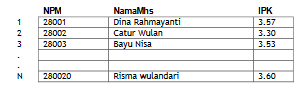 NPM NamaMhs IPK
1 28001 Dina Rahmayanti 3.57
2 28002 Catur Wulan 3.30
3 28003 Bayu Nisa 3.53
.
.
N 280020 Risma wulandari 3.60